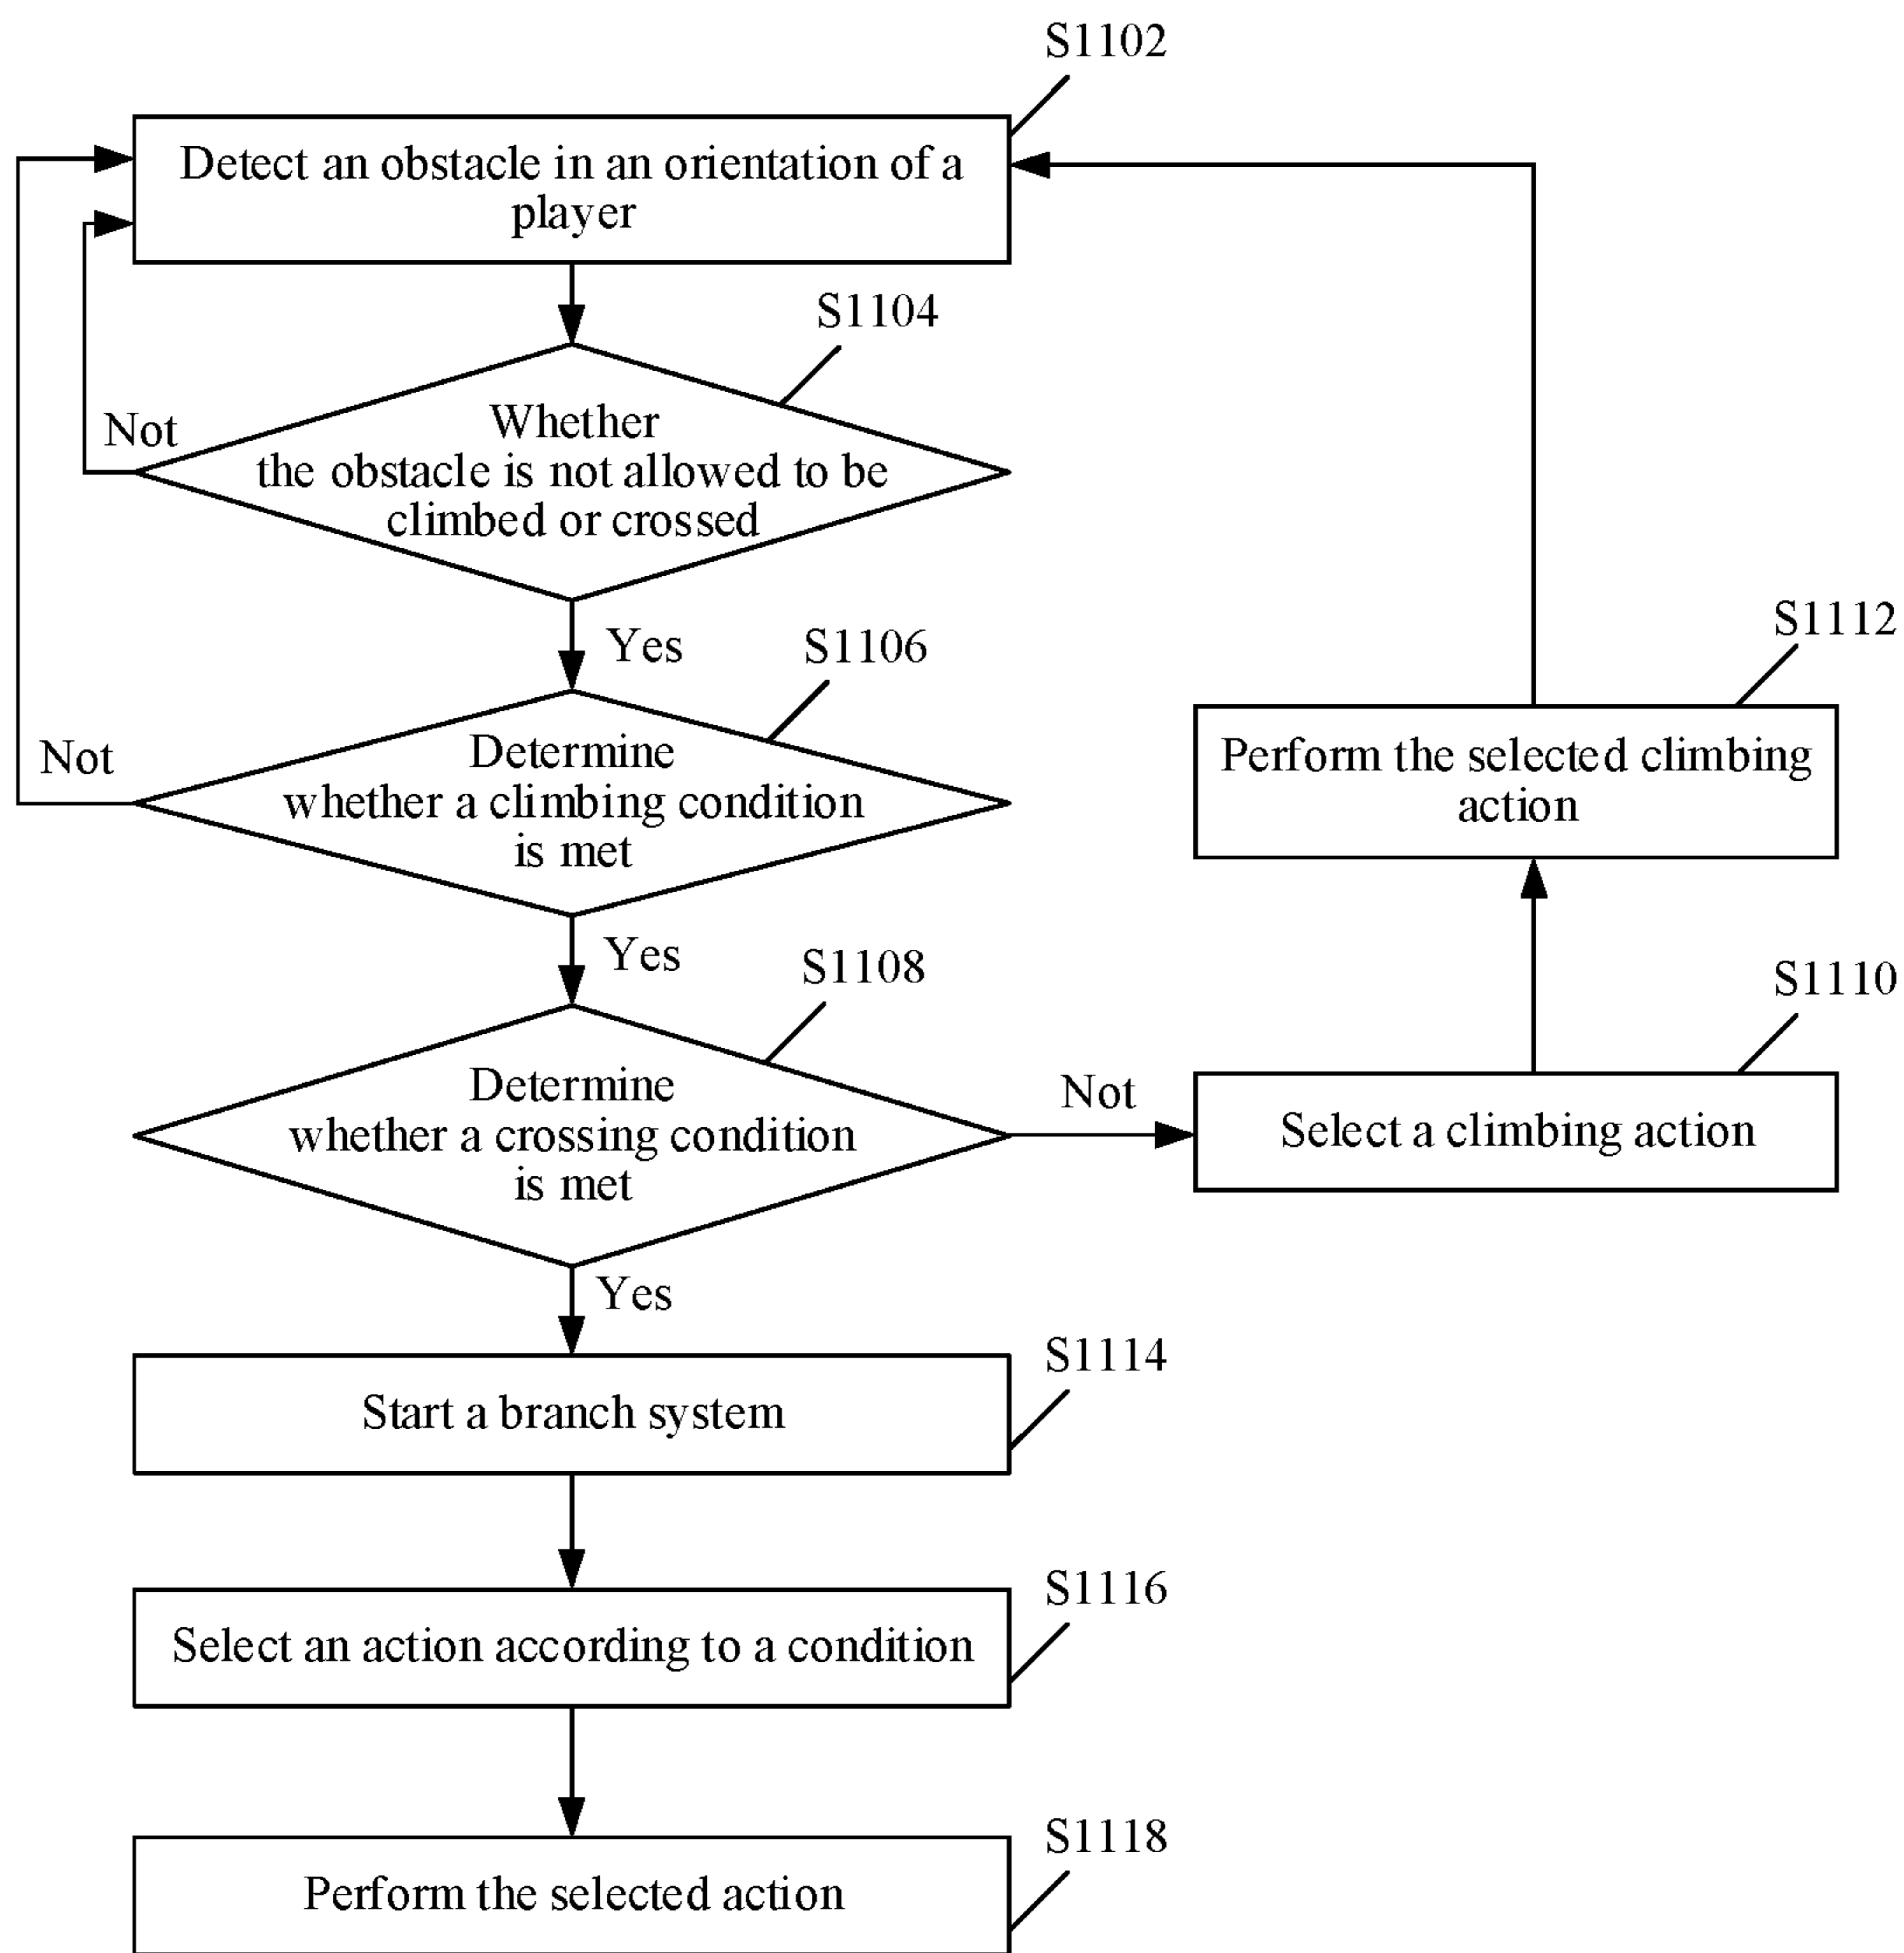 S1102
Detect an obstacle in an orientation of a
player
S1104
Not
Whether
the obstacle is not allowed to be
climbed or crossed
Yes
S1106
S1112
Not
Determine
whether a climbing condition
is met
Perform the selected climbing
action
Yes
S1108
S1110
Determine
whether a crossing condition
is met
Not
Select a climbing action
Yes
S1114
Start a branch system
S1116
Select an action according to a condition
S1118
Perform the selected action